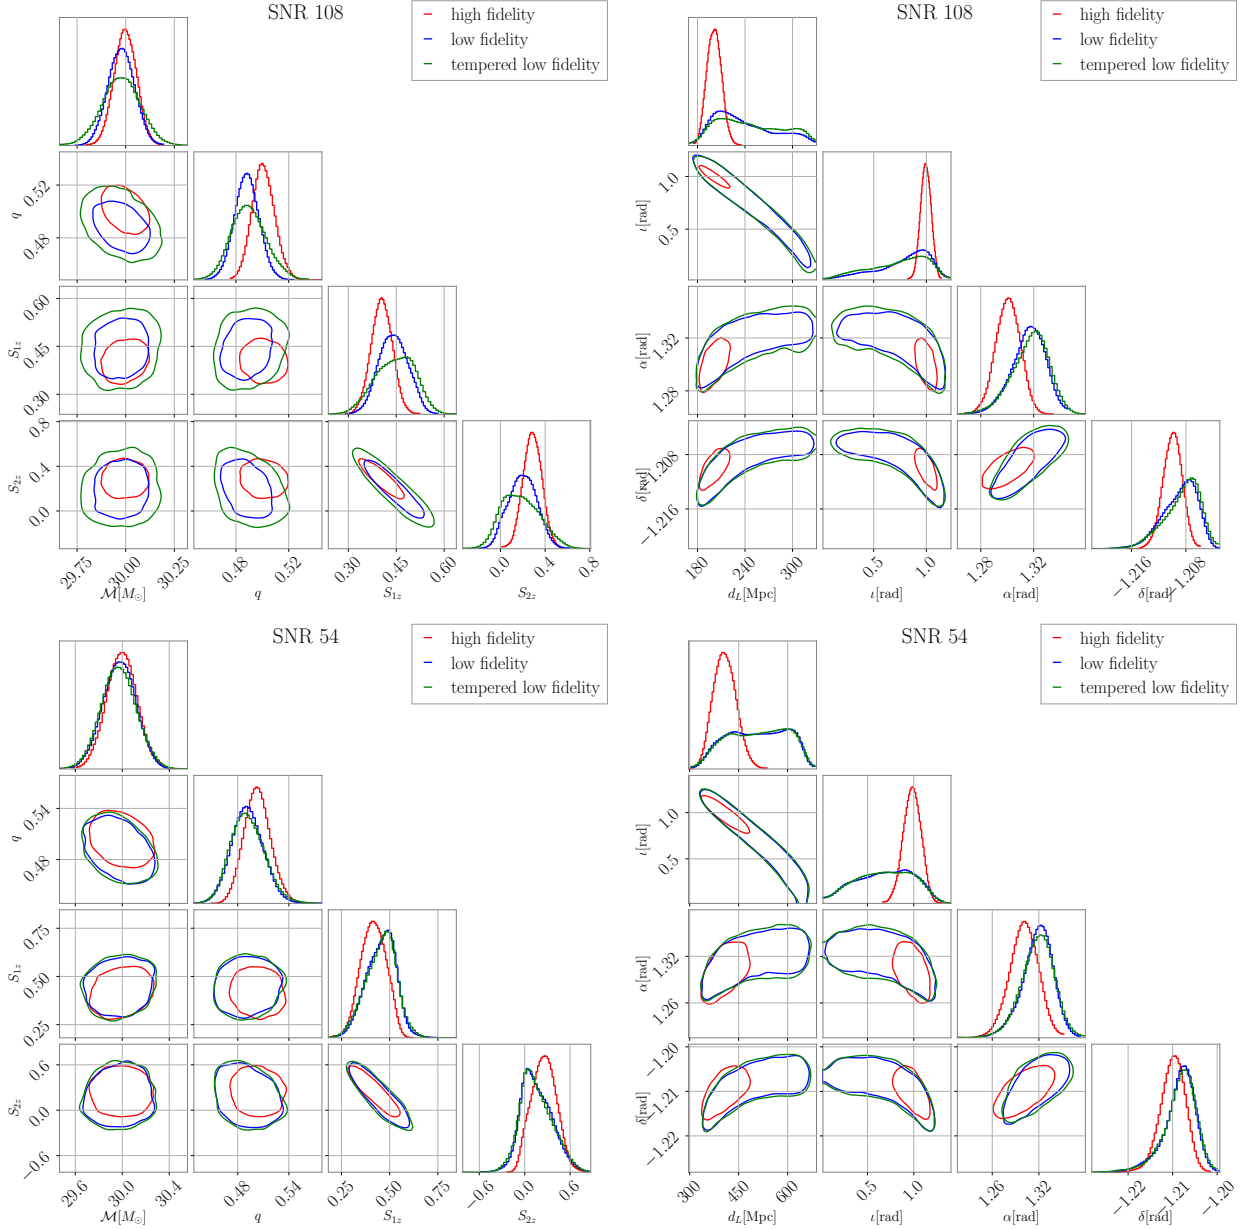 SNR 108
high fidelity
low fidelity
tempered low fidelity
q
0.52
0.48
S1z
0.60
0.45
0.30
S2z
0.8
0.4
0.0
29.75 30.00 30.25
0.48 0.52
0.30 0.45 0.60
0.0 0.4 0.8
ℳ[M⊙] q S1z S2z
SNR 108
high fidelity
low fidelity
tempered low fidelity
ι[rad]
1.0
0.5
α[rad]
1.32
1.28
δ[rad]
−1.208
−1.216
180 240 300
0.5 1.0
1.28 1.32
−1.216 −1.208
dL[Mpc] ι[rad] α[rad] δ[rad]
SNR 54
high fidelity
low fidelity
tempered low fidelity
q
0.54
0.48
S1z
0.75
0.50
0.25
S2z
0.6
0.0
−0.6
29.6 30.0 30.4
0.48 0.54
0.25 0.50 0.75
−0.6 0.0 0.6
ℳ[M⊙] q S1z S2z
SNR 54
high fidelity
low fidelity
tempered low fidelity
ι[rad]
1.0
0.5
α[rad]
1.32
1.26
δ[rad]
−1.20
−1.21
−1.22
300 450 600
0.5 1.0
1.26 1.32
−1.22 −1.21 −1.20
dL[Mpc] ι[rad] α[rad] δ[rad]